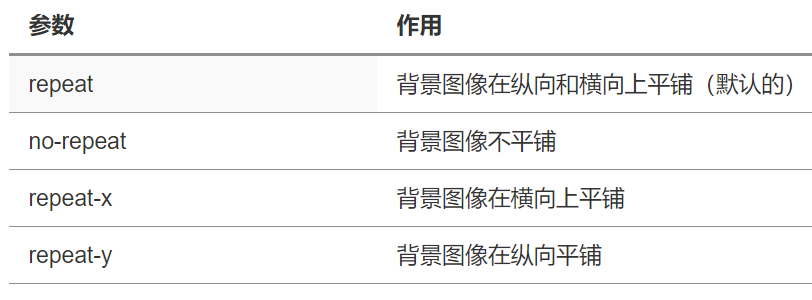 参数 作用
repeat 背景图像在纵向和横向上平铺（默认的）
no-repeat 背景图像不平铺
repeat-x 背景图像在横向上平铺
repeat-y 背景图像在纵向平铺